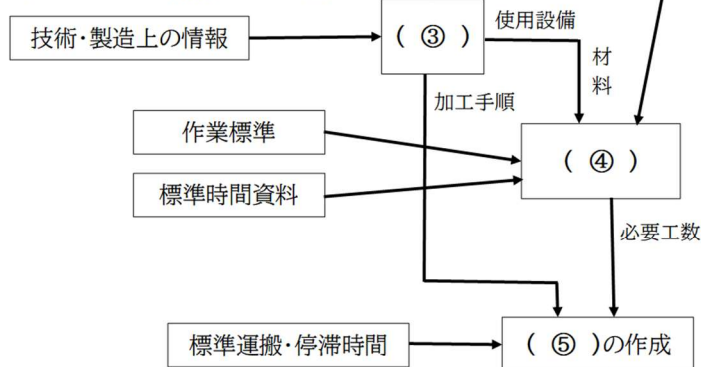 使用設備
技術・製造上の情報
( ③ )
材
料
加工手順
作業標準
( ④ )
標準時間資料
必要工数
標準運搬・停滞時間
( ⑤ )の作成